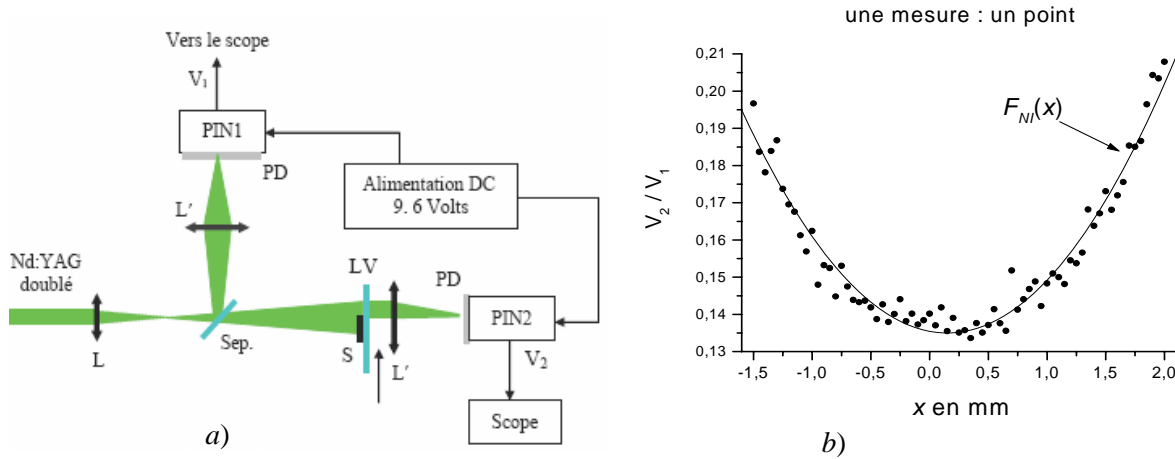 Vers le scope
V₁
PIN1
PD
Alimentation DC
9. 6 Volts
L'
Nd:YAG
doublé
LV
PD
PIN2
Sep.
S
L
L'
V₂
Scope
a)
une mesure : un point
0,21
0,20
0,19
0,18
0,17
0,16
0,15
0,14
0,13
V₂ / V₁
F_NI(x)
-1,5 -1,0 -0,5 0,0 0,5 1,0 1,5 2,0
x en mm
b)